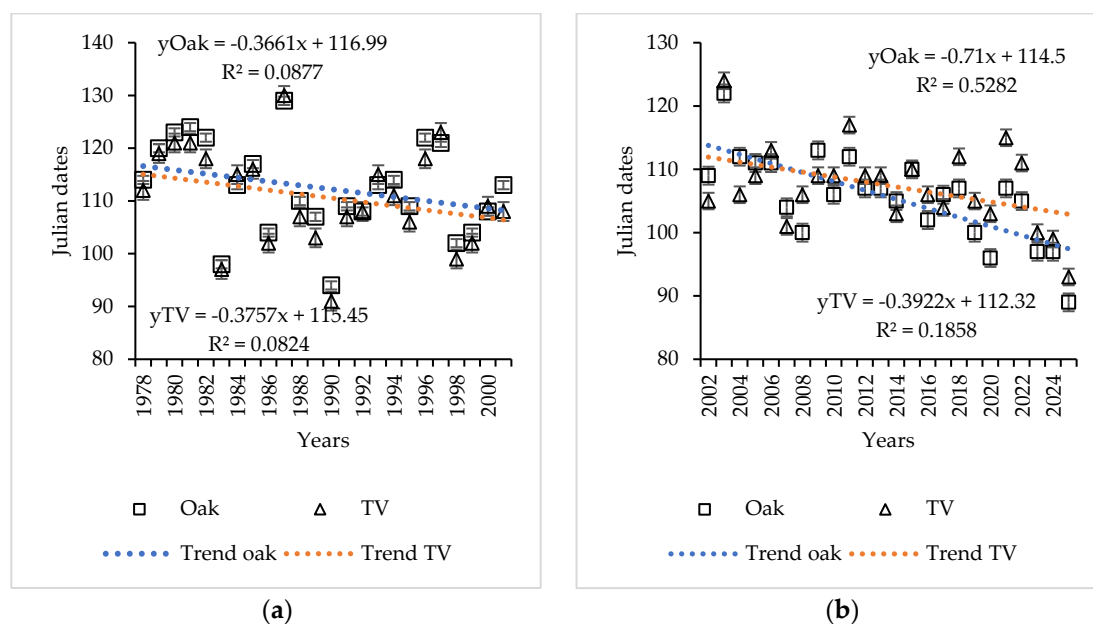 yOak = -0.3661x + 116.99
R² = 0.0877
140
130
120
110
100
90
80
Julian dates
yTV = -0.3757x + 115.45
R² = 0.0824
1978
1980
1982
1984
1986
1988
1990
1992
1994
1996
1998
2000
Years
Oak
TV
Trend oak
Trend TV
(a)
yOak = -0.71x + 114.5
R² = 0.5282
130
120
110
100
90
80
Julian dates
yTV = -0.3922x + 112.32
R² = 0.1858
2002
2004
2006
2008
2010
2012
2014
2016
2018
2020
2022
2024
Years
Oak
TV
Trend oak
Trend TV
(b)